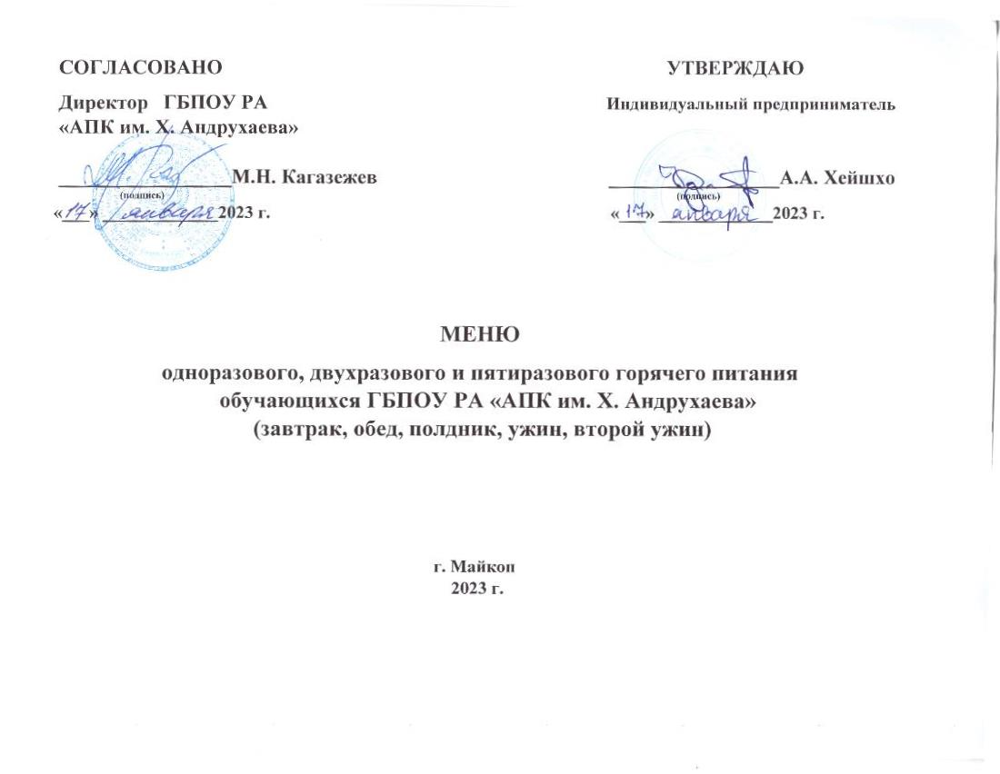 СОГЛАСОВАНО
Директор ГБПОУ РА
«АПК им. Х. Андрухаева»
М.Н. Кагазежев
(подпись)
«17» января 2023 г.
УТВЕРЖДАЮ
Индивидуальный предприниматель
А.А. Хейшхо
(подпись)
«17» января 2023 г.
МЕНЮ
одноразового, двухразового и пятиразового горячего питания
обучающихся ГБПОУ РА «АПК им. Х. Андрухаева»
(завтрак, обед, полдник, ужин, второй ужин)
г. Майкоп
2023 г.